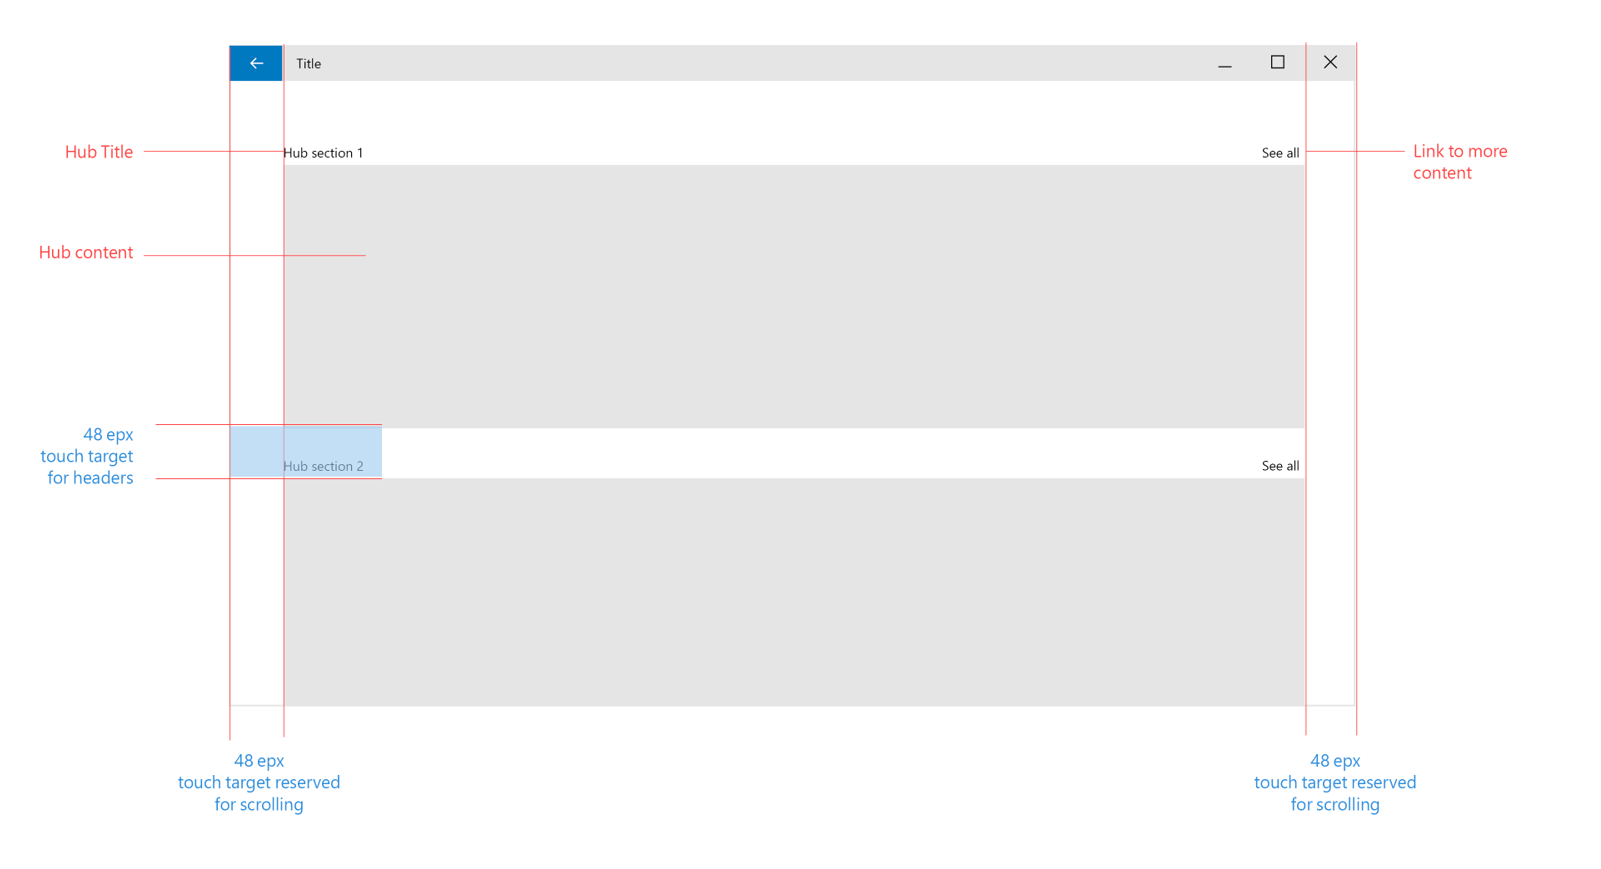 Title
Hub Title
Hub section 1
See all
Link to more
content
Hub content
48 epx
touch target
for headers
Hub section 2
See all
48 epx
touch target reserved
for scrolling
48 epx
touch target reserved
for scrolling